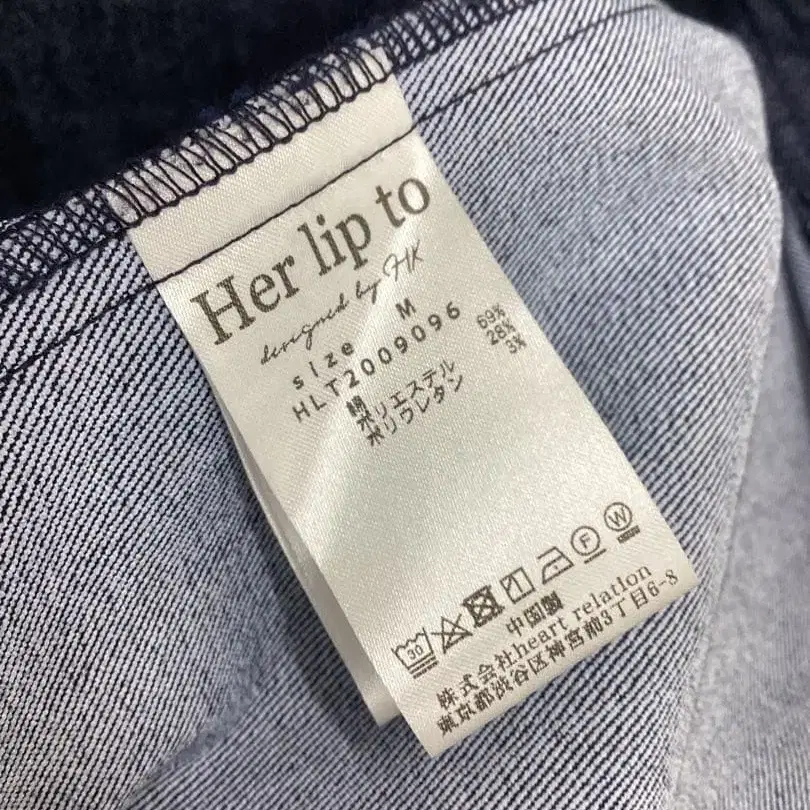 Her lip to
designed by HK
size M
HLT2009096
綿 69%
ポリエステル 28%
ポリウレタン 3%
30 F W
中国製
株式会社heart relation
東京都渋谷区神宮前3丁目6-8